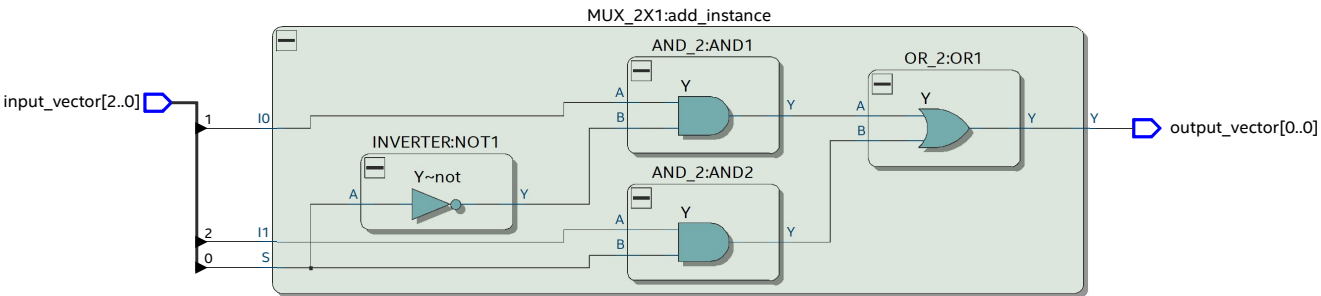 MUX_2X1:add_instance
AND_2:AND1
OR_2:OR1
input_vector[2..0]
1
I0
A
B
Y
Y
A
B
Y
Y
Y
output_vector[0..0]
INVERTER:NOT1
Y~not
A
Y
AND_2:AND2
2
I1
0
S
A
B
Y
Y